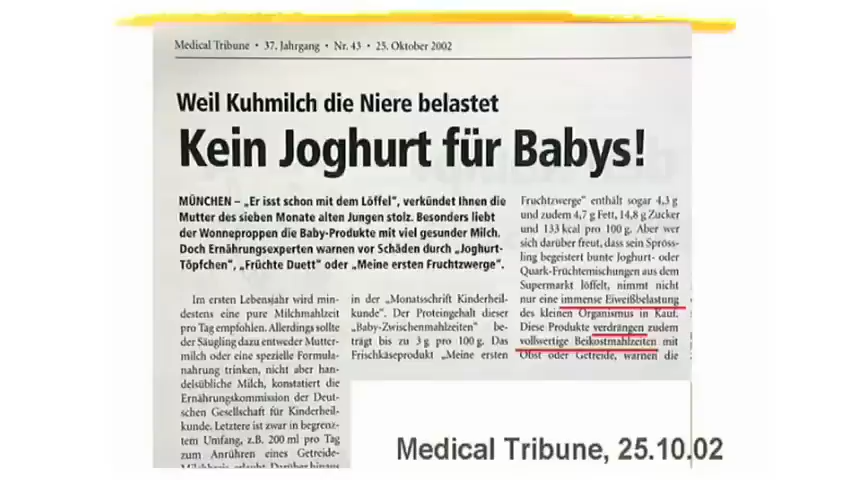 Medical Tribune • 37. Jahrgang • Nr. 43 • 25. Oktober 2002
Weil Kuhmilch die Niere belastet
Kein Joghurt für Babys!
MÜNCHEN – „Er isst schon mit dem Löffel“, verkündet Ihnen die
Mutter des sieben Monate alten Jungen stolz. Besonders liebt
der Wonneproppen die Baby-Produkte mit viel gesunder Milch.
Doch Ernährungsexperten warnen vor Schäden durch „Joghurt-
Töpfchen“, „Früchte Duett“ oder „Meine ersten Fruchtzwerge“.
Im ersten Lebensjahr wird min-
destens eine pure Milchmahlzeit
pro Tag empfohlen. Allerdings sollte
der Säugling dazu entweder Mutter-
milch oder eine spezielle Formula-
nahrung trinken, nicht aber han-
delsübliche Milch, konstatiert die
Ernährungskommission der Deut-
schen Gesellschaft für Kinderheil-
kunde. Letztere ist zwar in begrenz-
tem Umfang, z.B. 200 ml pro Tag
zum Anrühren eines Getreide-
Milchbreis erlaubt. Darüber hinaus
in der „Monatsschrift Kinderheil-
kunde“. Der Proteingehalt dieser
„Baby-Zwischenmahlzeiten“ be-
trägt bis zu 3 g pro 100 g. Das
Frischkäseprodukt „Meine ersten
Fruchtzwerge“ enthält sogar 4,3 g
und zudem 4,7 g Fett, 14,8 g Zucker
und 133 kcal pro 100 g. Aber wer
sich darüber freut, dass sein Spröss-
ling begeistert bunte Joghurt- oder
Quark-Früchtemischungen aus dem
Supermarkt löffelt, nimmt nicht
nur eine immense Eiweißbelastung
des kleinen Organismus in Kauf.
Diese Produkte verdrängen zudem
vollwertige Beikostmahlzeiten mit
Obst oder Getreide, warnen die
Medical Tribune, 25.10.02